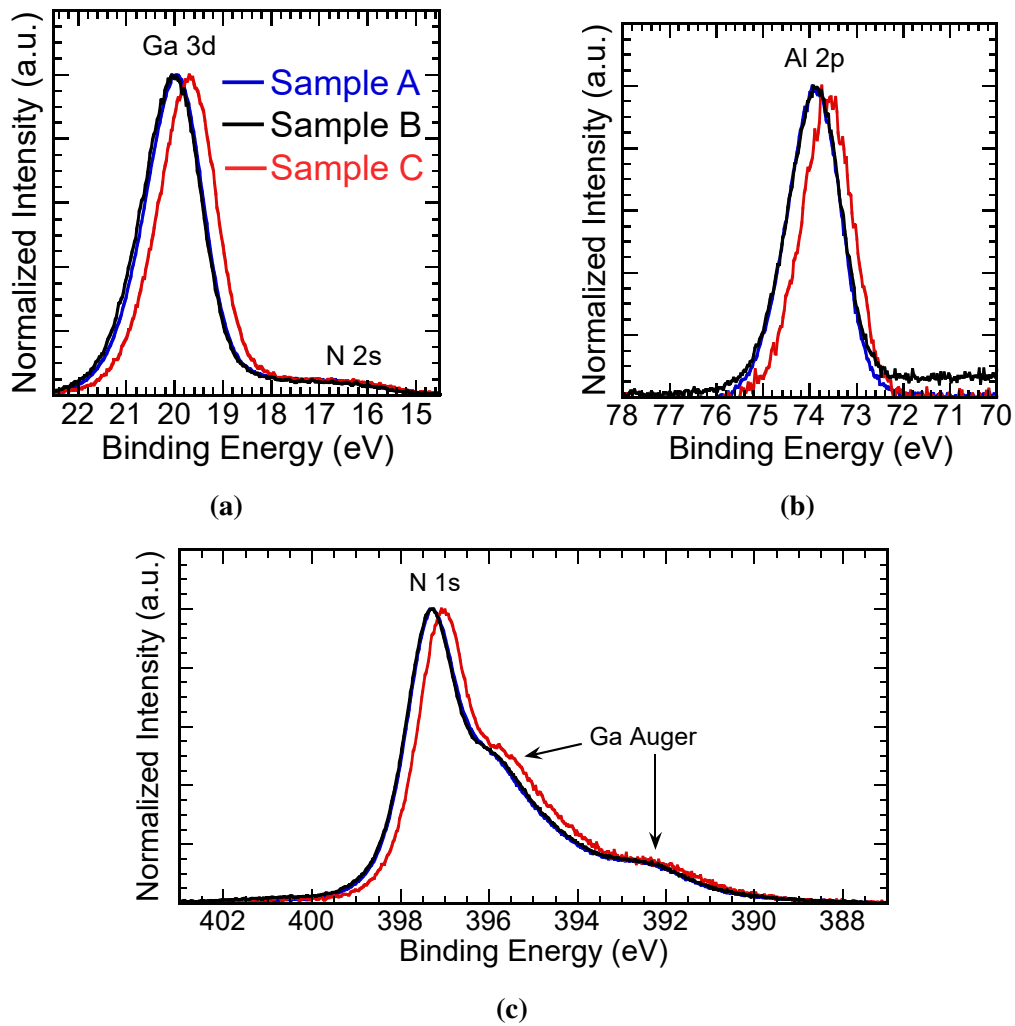 Ga 3d
Sample A
Sample B
Sample C
N 2s
Normalized Intensity (a.u.)
22 21 20 19 18 17 16 15
Binding Energy (eV)
(a)
Al 2p
Normalized Intensity (a.u.)
78 77 76 75 74 73 72 71 70
Binding Energy (eV)
(b)
N 1s
Ga Auger
Normalized Intensity (a.u.)
402 400 398 396 394 392 390 388
Binding Energy (eV)
(c)